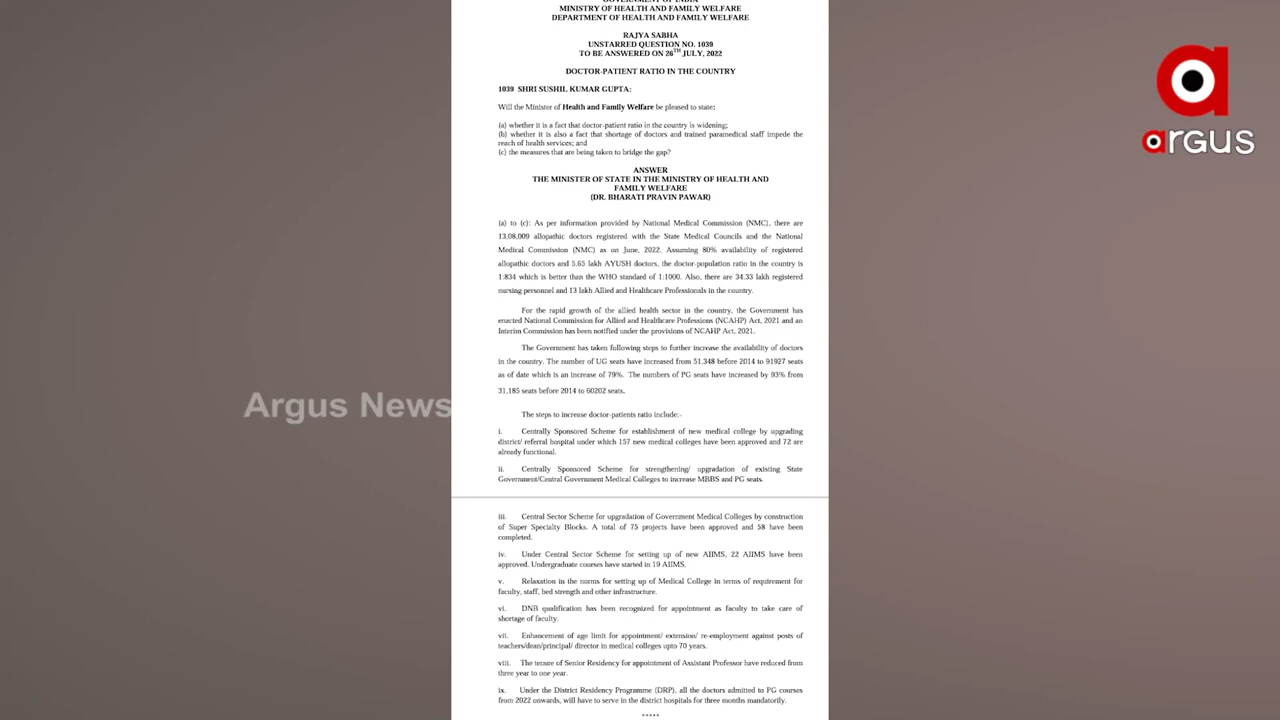 GOVERNMENT OF INDIA
MINISTRY OF HEALTH AND FAMILY WELFARE
DEPARTMENT OF HEALTH AND FAMILY WELFARE
RAJYA SABHA
UNSTARRED QUESTION NO. 1039
TO BE ANSWERED ON 26TH JULY, 2022
DOCTOR-PATIENT RATIO IN THE COUNTRY
1039 SHRI SUSHIL KUMAR GUPTA:
Will the Minister of Health and Family Welfare be pleased to state:
(a) whether it is a fact that doctor-patient ratio in the country is widening;
(b) whether it is also a fact that shortage of doctors and trained paramedical staff impede the
reach of health services; and
(c) the measures that are being taken to bridge the gap?
ANSWER
THE MINISTER OF STATE IN THE MINISTRY OF HEALTH AND
FAMILY WELFARE
(DR. BHARATI PRAVIN PAWAR)
(a) to (c): As per information provided by National Medical Commission (NMC), there are
13,08,009 allopathic doctors registered with the State Medical Councils and the National
Medical Commission (NMC) as on June, 2022. Assuming 80% availability of registered
allopathic doctors and 5.65 lakh AYUSH doctors, the doctor-population ratio in the country is
1:834 which is better than the WHO standard of 1:1000. Also, there are 34.33 lakh registered
nursing personnel and 13 lakh Allied and Healthcare Professionals in the country.
For the rapid growth of the allied health sector in the country, the Government has
enacted National Commission for Allied and Healthcare Professions (NCAHP) Act, 2021 and an
Interim Commission has been notified under the provisions of NCAHP Act, 2021.
The Government has taken following steps to further increase the availability of doctors
in the country. The number of UG seats have increased from 51,348 before 2014 to 91927 seats
as of date which is an increase of 79%. The numbers of PG seats have increased by 93% from
31,185 seats before 2014 to 60202 seats.
The steps to increase doctor-patients ratio include:-
i. Centrally Sponsored Scheme for establishment of new medical college by upgrading
district/ referral hospital under which 157 new medical colleges have been approved and 72 are
already functional.
ii. Centrally Sponsored Scheme for strengthening/ upgradation of existing State
Government/Central Government Medical Colleges to increase MBBS and PG seats.
iii. Central Sector Scheme for upgradation of Government Medical Colleges by construction
of Super Specialty Blocks. A total of 75 projects have been approved and 58 have been
completed.
iv. Under Central Sector Scheme for setting up of new AIIMS, 22 AIIMS have been
approved. Undergraduate courses have started in 19 AIIMS.
v. Relaxation in the norms for setting up of Medical College in terms of requirement for
faculty, staff, bed strength and other infrastructure.
vi. DNB qualification has been recognized for appointment as faculty to take care of
shortage of faculty.
vii. Enhancement of age limit for appointment/ extension/ re-employment against posts of
teachers/dean/principal/ director in medical colleges upto 70 years.
viii. The tenure of Senior Residency for appointment of Assistant Professor have reduced from
three year to one year.
ix. Under the District Residency Programme (DRP), all the doctors admitted to PG courses
from 2022 onwards, will have to serve in the district hospitals for three months mandatorily.
*****
Argus News
argus